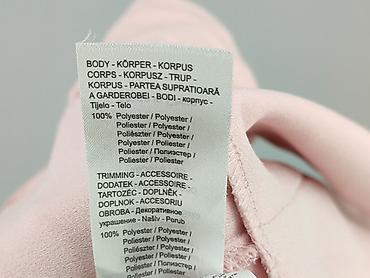 BODY - KÖRPER - KORPUS
CORPS - KORPUSZ - TRUP -
KORPUS - PARTEA SUPRATIOARĂ
A GARDEROBEI - BODI - корпус -
Tijelo - Telo
100% Polyester / Polyester /
Polyester / Poliester /
Poliészter / Poliester /
Polyester / Poliester /
Poliester / Полиэстер /
Poliester / Poliester
TRIMMING - ACCESSOIRE -
DODATEK - ACCESSOIRE -
TARTOZÉC - DOPLNĚK -
DOPLNOK - ACCESORIU
OBROBA - Декоративное
украшение - Našiv - Porub
100% Polyester / Polyester /
Polyester / Poliester /
Poliészter / Poliester /
Polyester / Poliester /